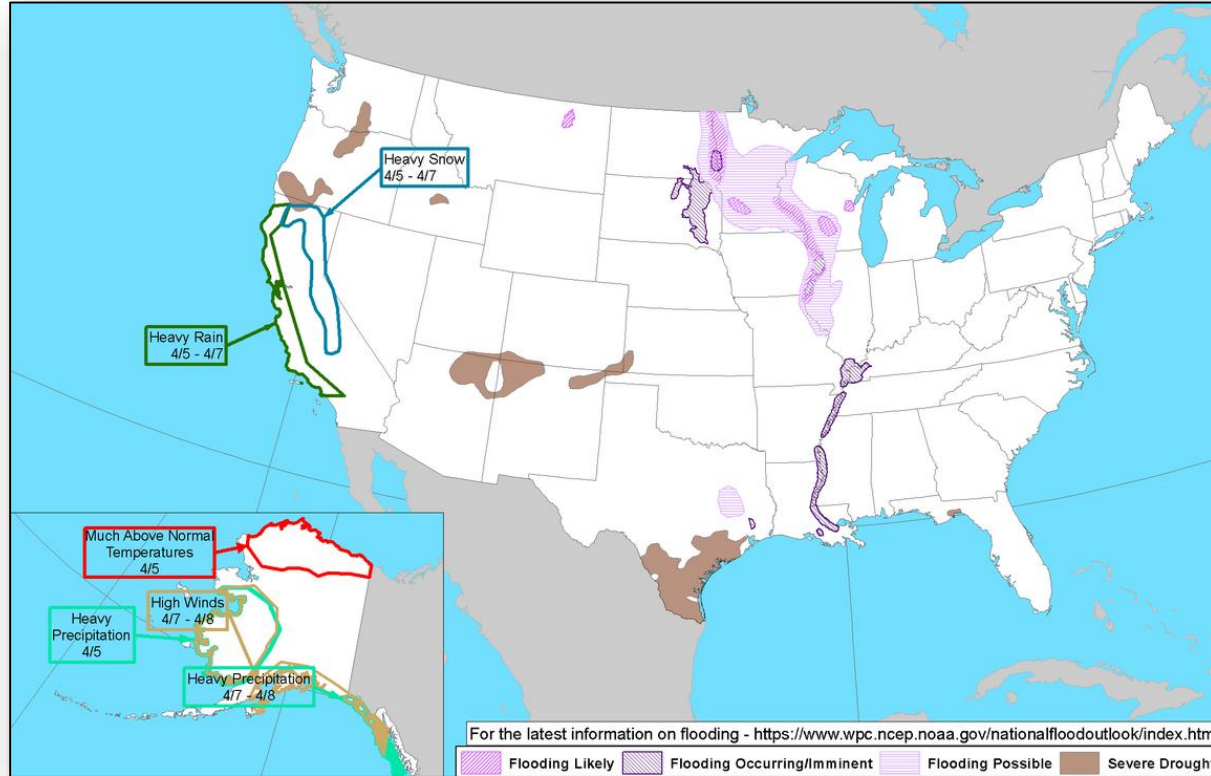 Heavy Snow
4/5 - 4/7
Heavy Rain
4/5 - 4/7
Much Above Normal
Temperatures
4/5
High Winds
4/7 - 4/8
Heavy
Precipitation
4/5
Heavy Precipitation
4/7 - 4/8
For the latest information on flooding - https://www.wpc.ncep.noaa.gov/nationalfloodoutlook/index.htm
Flooding Likely
Flooding Occurring/Imminent
Flooding Possible
Severe Drought